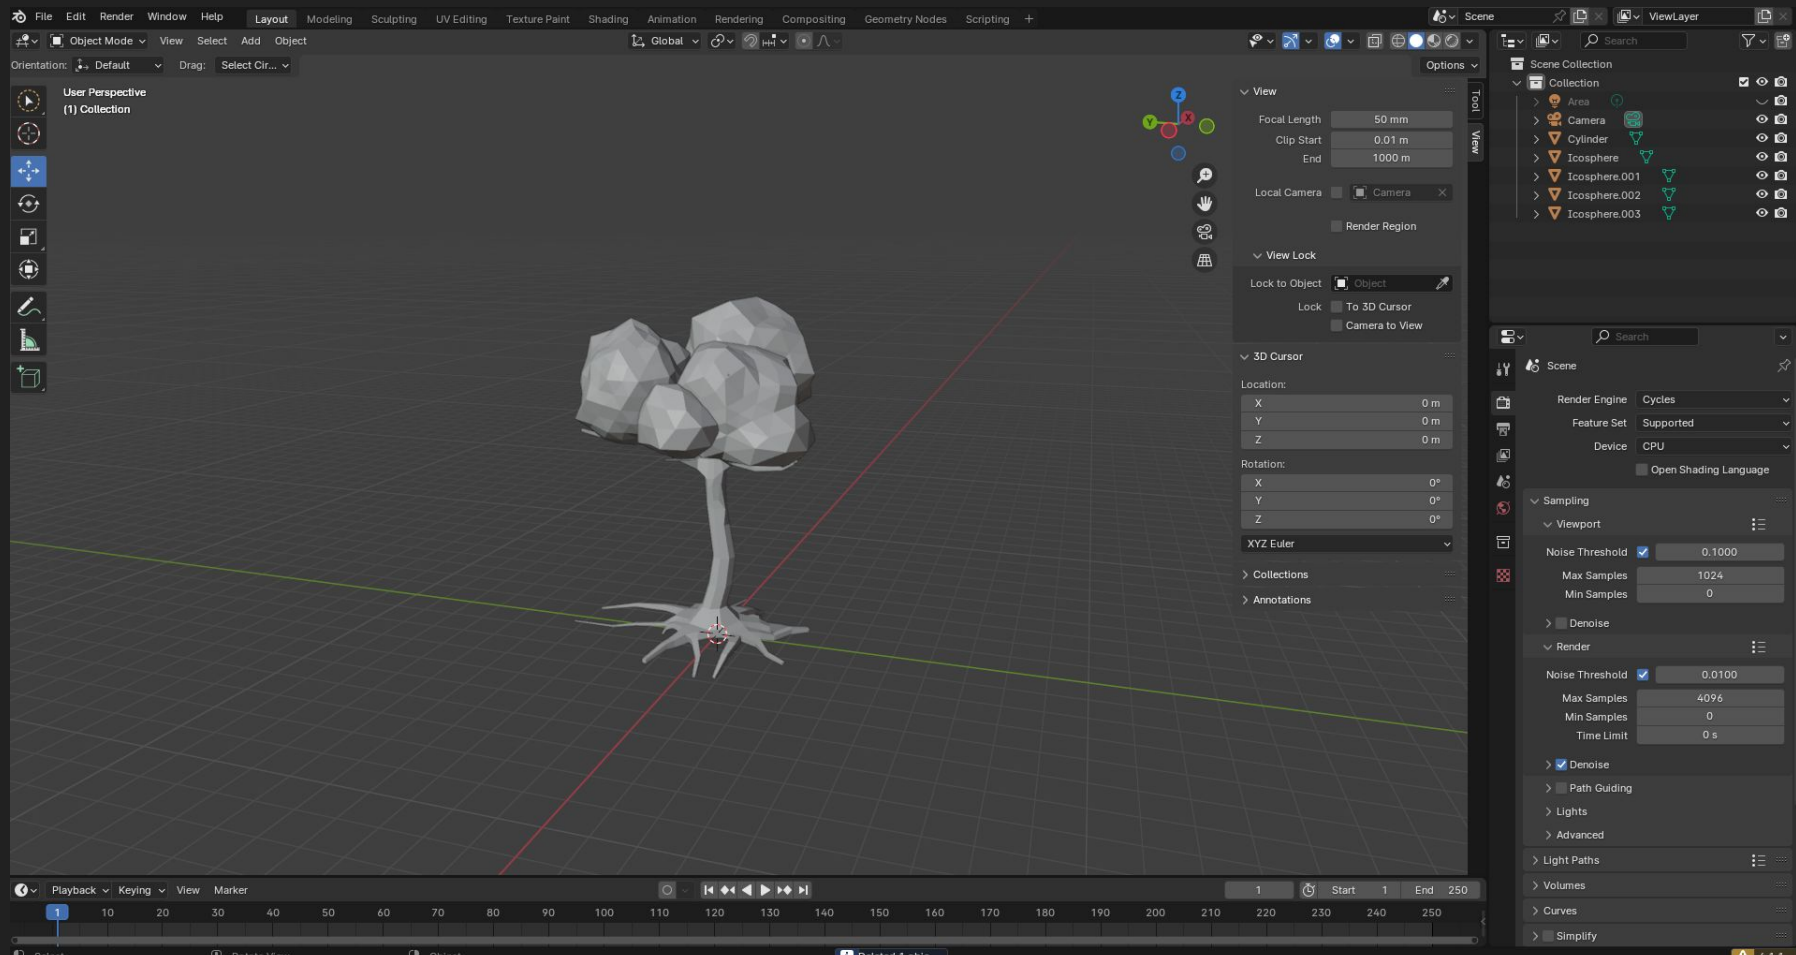 File Edit Render Window Help Layout Modeling Sculpting UV Editing Texture Paint Shading Animation Rendering Compositing Geometry Nodes Scripting + Scene ViewLayer
Object Mode View Select Add Object Global Search
Orientation: Default Drag: Select Cir... Options
User Perspective
(1) Collection
Z
Y
X
View
Focal Length 50 mm
Clip Start 0.01 m
End 1000 m
Local Camera Camera
Render Region
View Lock
Lock to Object Object
Lock To 3D Cursor
Camera to View
3D Cursor
Location:
X 0 m
Y 0 m
Z 0 m
Rotation:
X 0°
Y 0°
Z 0°
XYZ Euler
Collections
Annotations
Tool
View
Scene Collection
Collection
Area
Camera
Cylinder
Icosphere
Icosphere.001
Icosphere.002
Icosphere.003
Search
Scene
Render Engine Cycles
Feature Set Supported
Device CPU
Open Shading Language
Sampling
Viewport
Noise Threshold 0.1000
Max Samples 1024
Min Samples 0
Denoise
Render
Noise Threshold 0.0100
Max Samples 4096
Min Samples 0
Time Limit 0 s
Denoise
Path Guiding
Lights
Advanced
Light Paths
Volumes
Curves
Simplify
Playback Keying View Marker 1 Start 1 End 250
1 10 20 30 40 50 60 70 80 90 100 110 120 130 140 150 160 170 180 190 200 210 220 230 240 250